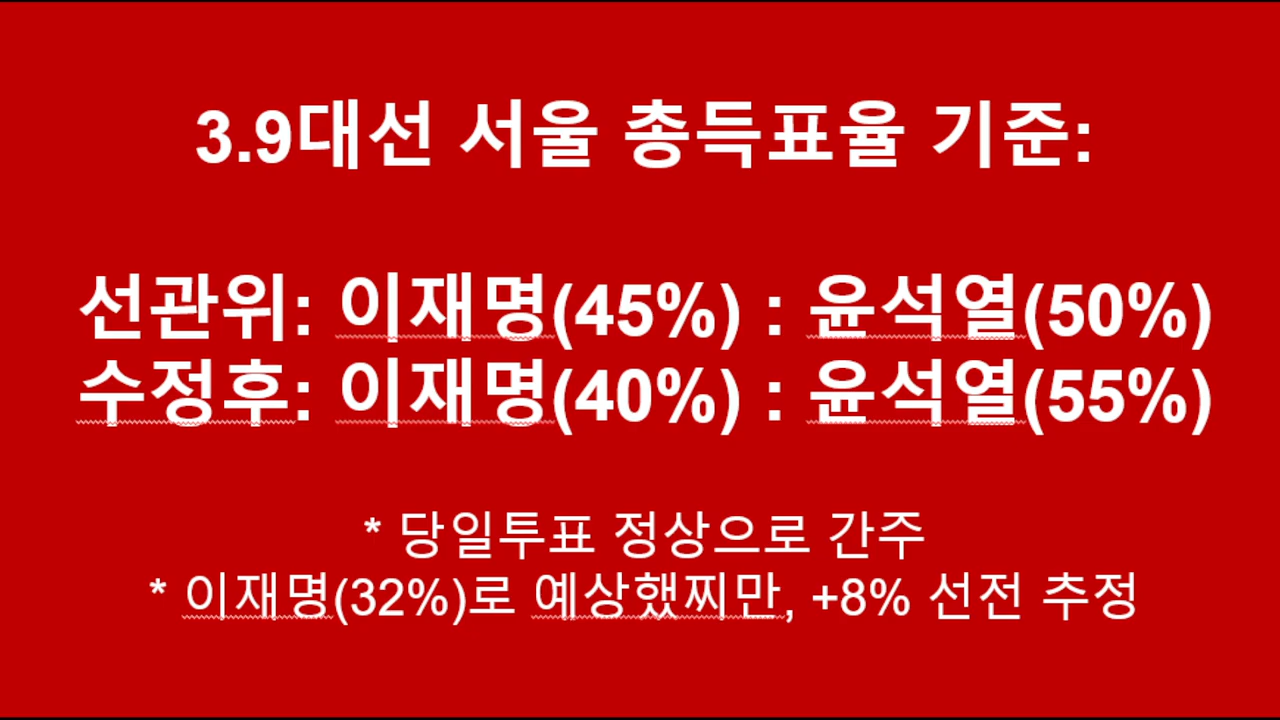 3.9대선 서울 총득표율 기준:
선관위: 이재명(45%) : 윤석열(50%)
수정후: 이재명(40%) : 윤석열(55%)
* 당일투표 정상으로 간주
* 이재명(32%)로 예상했찌만, +8% 선전 추정